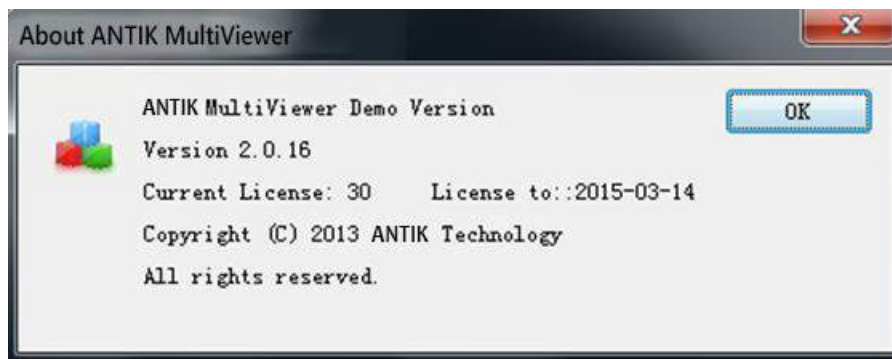 About ANTIK MultiViewer
ANTIK MultiViewer Demo Version
OK
Version 2.0.16
Current License: 30 License to::2015-03-14
Copyright (C) 2013 ANTIK Technology
All rights reserved.